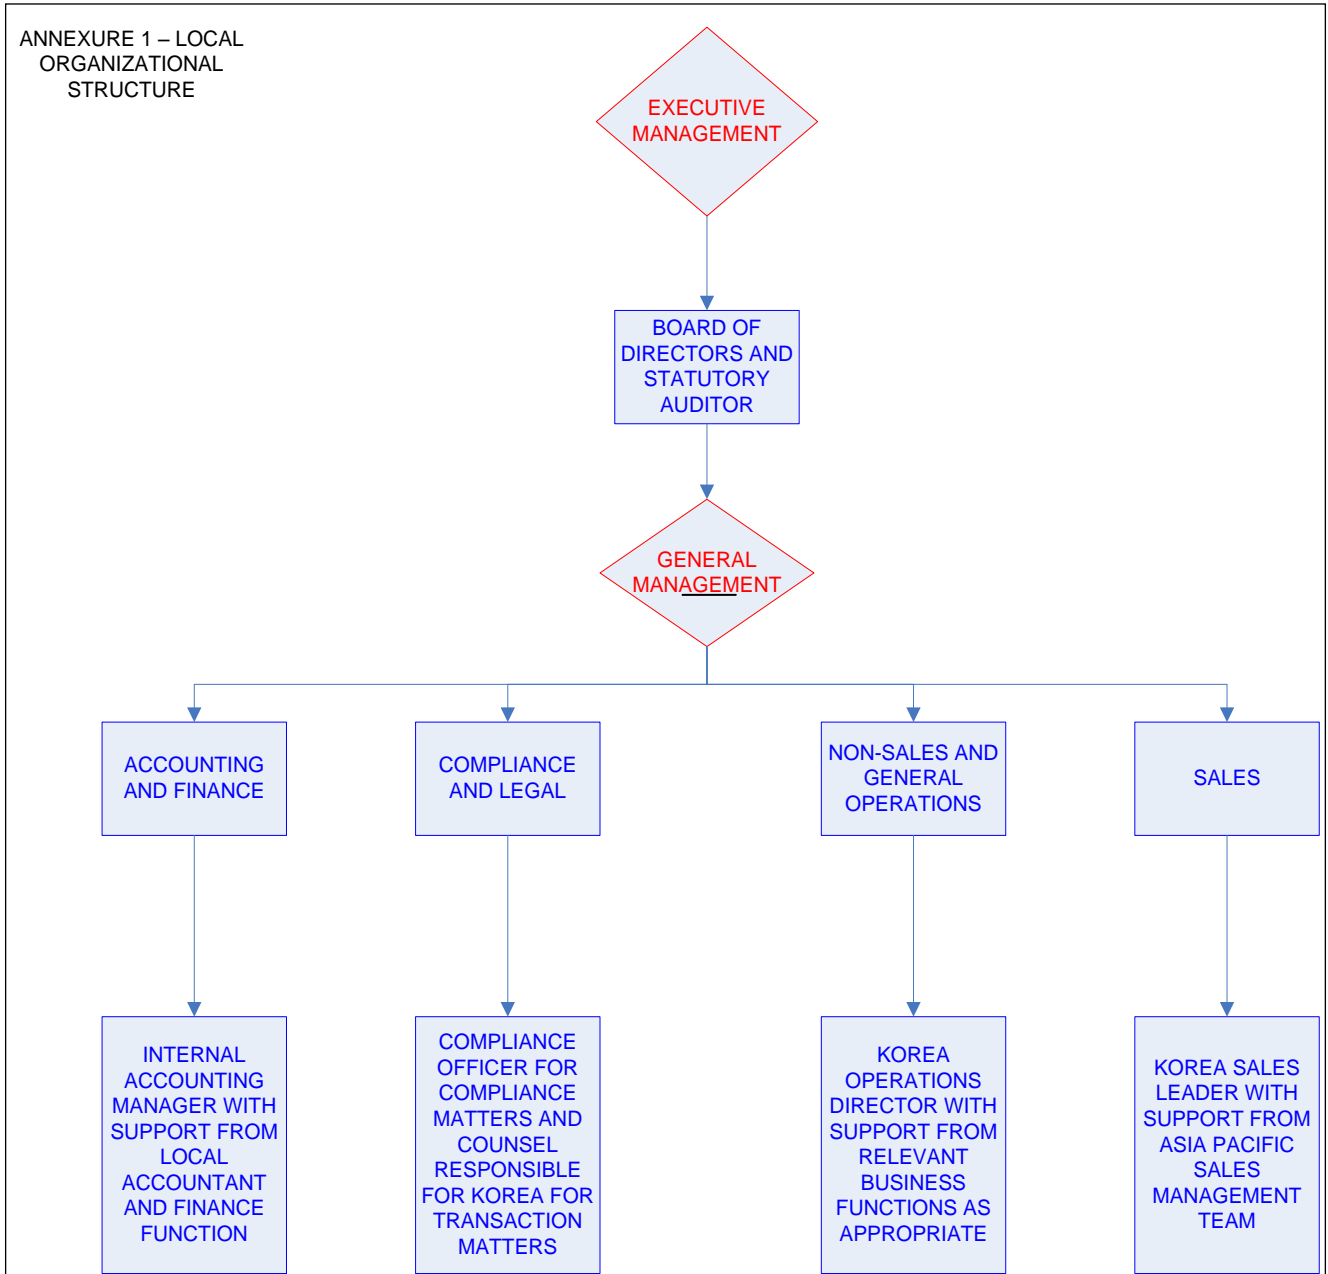 ANNEXURE 1 – LOCAL
ORGANIZATIONAL
STRUCTURE
EXECUTIVE
MANAGEMENT
BOARD OF
DIRECTORS AND
STATUTORY
AUDITOR
GENERAL
MANAGEMENT
ACCOUNTING
AND FINANCE
COMPLIANCE
AND LEGAL
NON-SALES AND
GENERAL
OPERATIONS
SALES
INTERNAL
ACCOUNTING
MANAGER WITH
SUPPORT FROM
LOCAL
ACCOUNTANT
AND FINANCE
FUNCTION
COMPLIANCE
OFFICER FOR
COMPLIANCE
MATTERS AND
COUNSEL
RESPONSIBLE
FOR KOREA FOR
TRANSACTION
MATTERS
KOREA
OPERATIONS
DIRECTOR WITH
SUPPORT FROM
RELEVANT
BUSINESS
FUNCTIONS AS
APPROPRIATE
KOREA SALES
LEADER WITH
SUPPORT FROM
ASIA PACIFIC
SALES
MANAGEMENT
TEAM